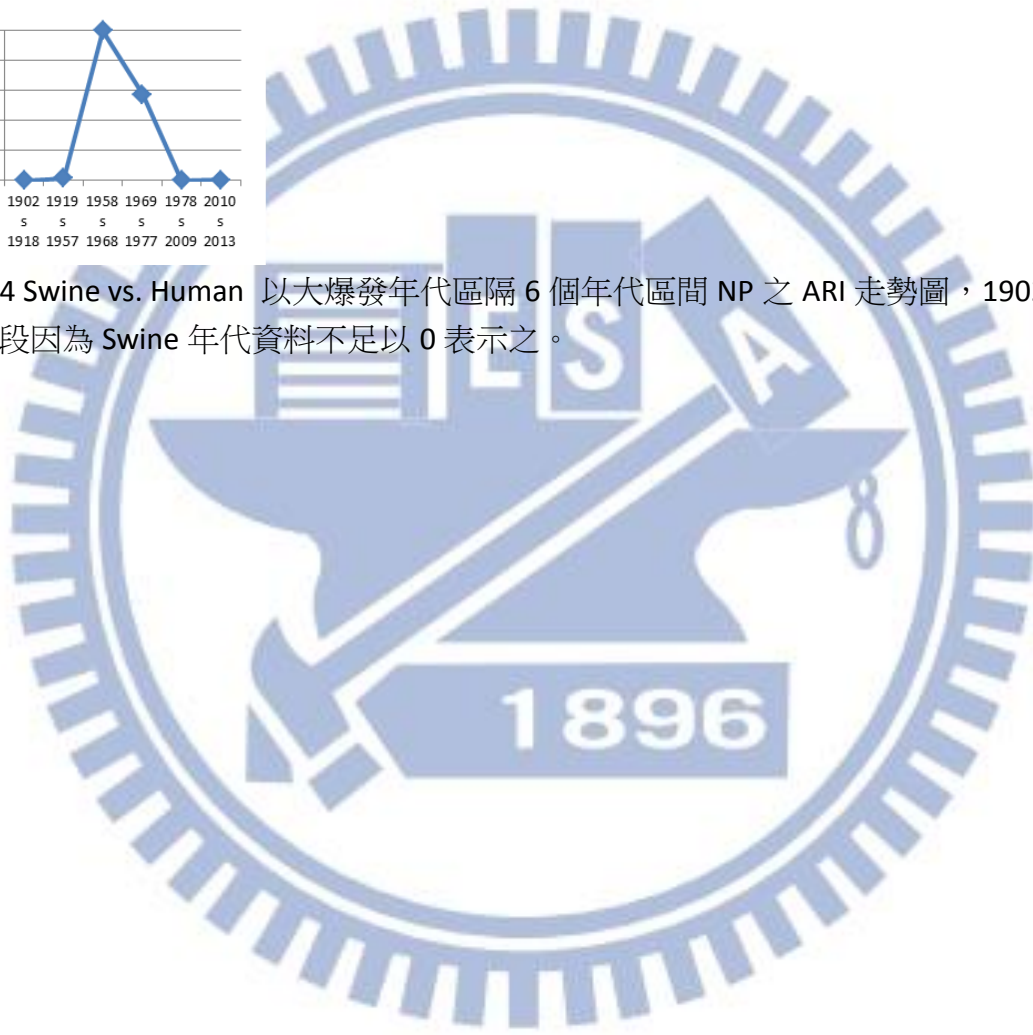 1902 1919 1958 1969 1978 2010
s s s s s s
1918 1957 1968 1977 2009 2013
4 Swine vs. Human 以大爆發年代區隔 6 個年代區間 NP 之 ARI 走勢圖，190
段因為 Swine 年代資料不足以 0 表示之。
E S A
1896